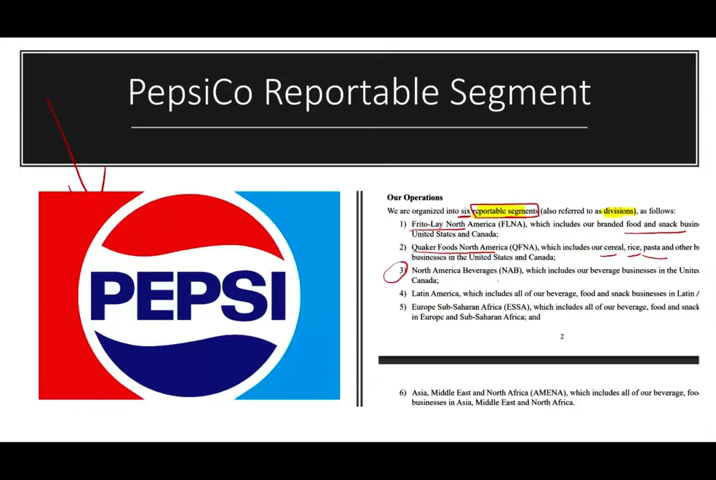 PepsiCo Reportable Segment
PEPSI
Our Operations
We are organized into six reportable segments (also referred to as divisions), as follows:
1) Frito-Lay North America (FLNA), which includes our branded food and snack busin
United States and Canada;
2) Quaker Foods North America (QFNA), which includes our cereal, rice, pasta and other b
businesses in the United States and Canada;
3) North America Beverages (NAB), which includes our beverage businesses in the Unite
Canada;
4) Latin America, which includes all of our beverage, food and snack businesses in Latin
5) Europe Sub-Saharan Africa (ESSA), which includes all of our beverage, food and snack
in Europe and Sub-Saharan Africa; and
2
6) Asia, Middle East and North Africa (AMENA), which includes all of our beverage, foo
businesses in Asia, Middle East and North Africa.